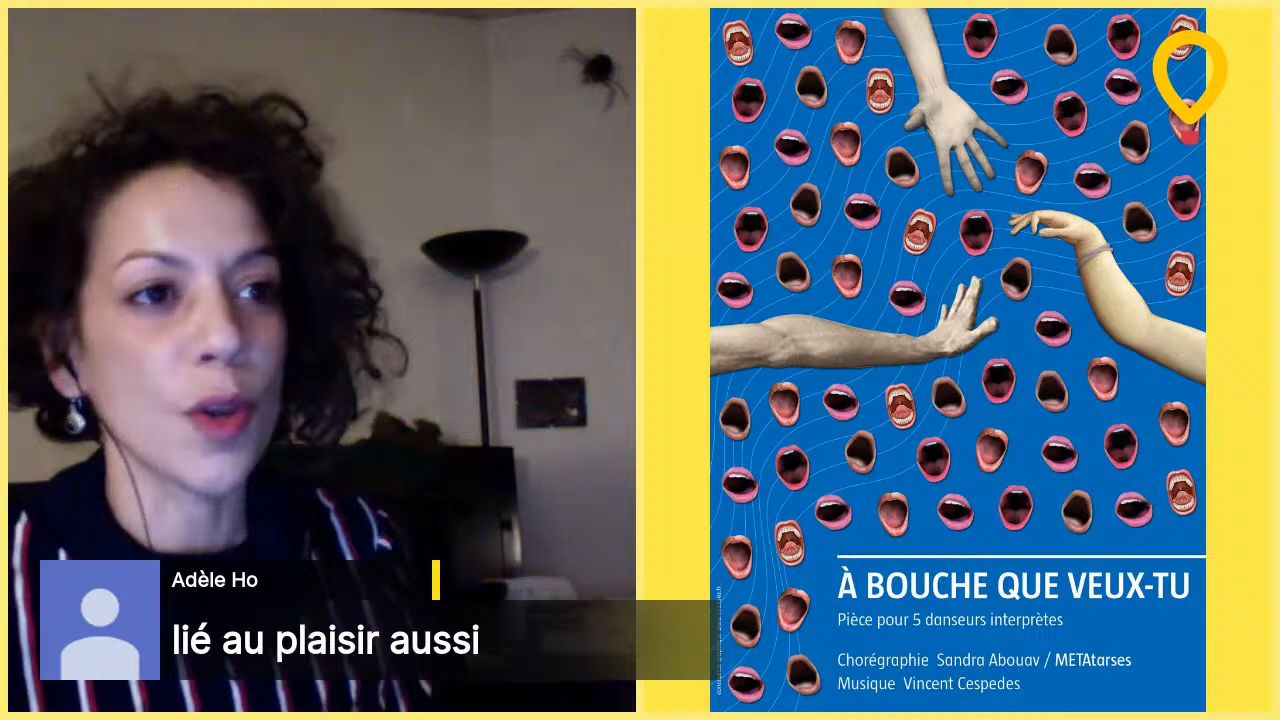 Adèle Ho
lié au plaisir aussi
À BOUCHE QUE VEUX-TU
Pièce pour 5 danseurs interprètes
Chorégraphie Sandra Abouav / METAtarses
Musique Vincent Cespedes